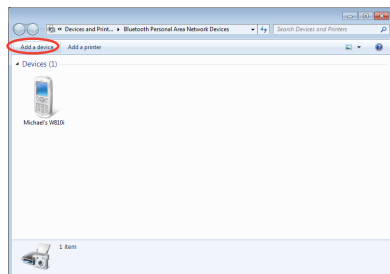 Devices and Print... ▸ Bluetooth Personal Area Network Devices
Search Devices and Printers
Add a device
Add a printer
Devices (1)
Michael's W810i
1 item